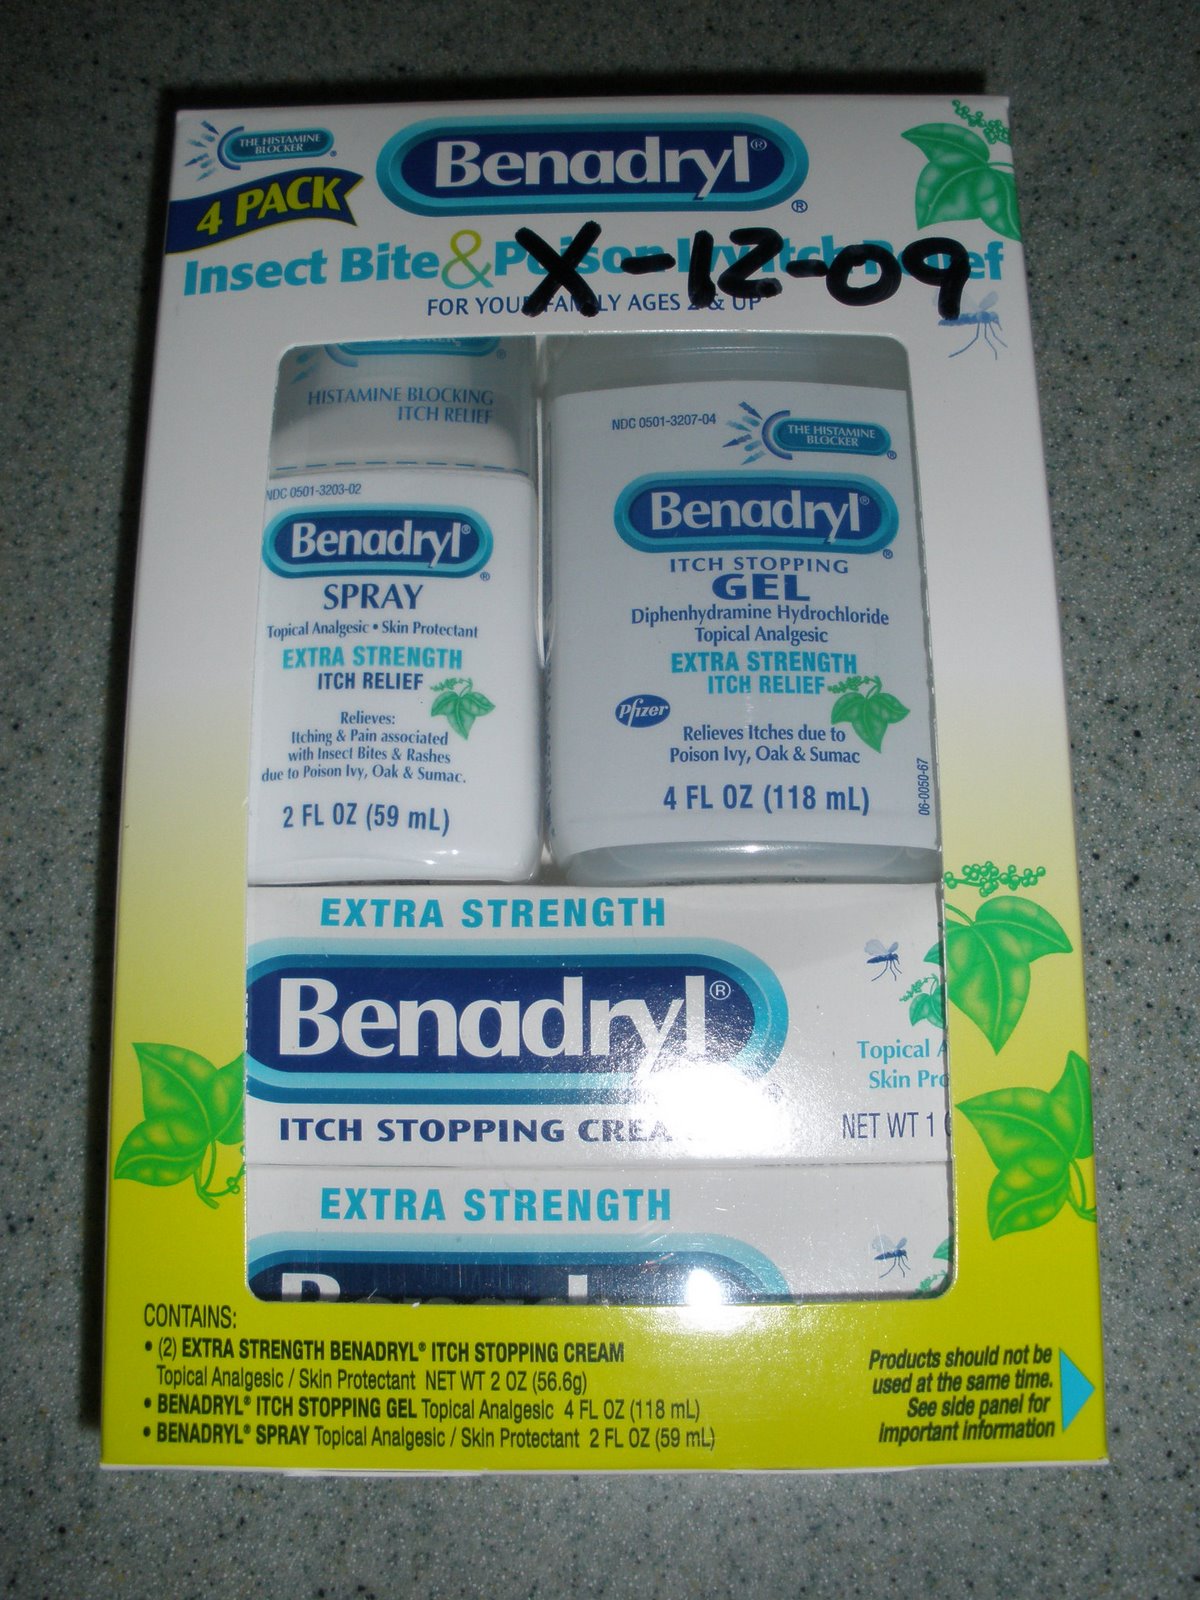 THE HISTAMINE
BLOCKER
4 PACK
Benadryl®
®
X-12-09
Insect Bite & Poison Ivy Itch Relief
FOR YOUR FAMILY AGES 2 & UP
HISTAMINE BLOCKING
ITCH RELIEF
NDC 0501-3203-02
Benadryl®
SPRAY
Topical Analgesic • Skin Protectant
EXTRA STRENGTH
ITCH RELIEF
Relieves:
Itching & Pain associated
with Insect Bites & Rashes
due to Poison Ivy, Oak & Sumac.
2 FL OZ (59 mL)
NDC 0501-3207-04
THE HISTAMINE
BLOCKER
Benadryl®
ITCH STOPPING
GEL
Diphenhydramine Hydrochloride
Topical Analgesic
EXTRA STRENGTH
ITCH RELIEF
Pfizer
Relieves Itches due to
Poison Ivy, Oak & Sumac
4 FL OZ (118 mL)
06-0050-67
EXTRA STRENGTH
Benadryl®
ITCH STOPPING CREA
Topical A
Skin Pro
NET WT 1
EXTRA STRENGTH
CONTAINS:
• (2) EXTRA STRENGTH BENADRYL® ITCH STOPPING CREAM
Topical Analgesic / Skin Protectant NET WT 2 OZ (56.6g)
• BENADRYL® ITCH STOPPING GEL Topical Analgesic 4 FL OZ (118 mL)
• BENADRYL® SPRAY Topical Analgesic / Skin Protectant 2 FL OZ (59 mL)
Products should not be
used at the same time.
See side panel for
Important Information